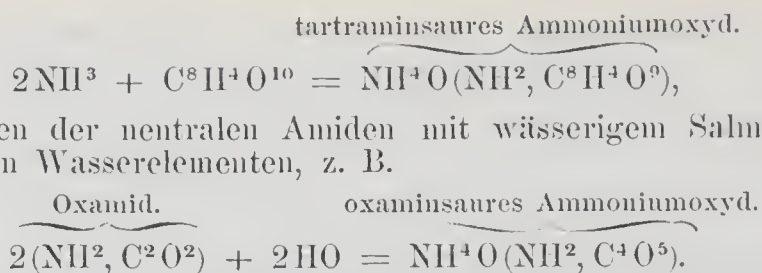 tartraminsaures Ammoniumoxyd.
2NH³ + C⁸H⁴O¹⁰ = NH⁴O(NH², C⁸H⁴O⁹),
en der neutralen Amiden mit wässerigem Salm
n Wasserelementen, z. B.
Oxamid. oxaminsaures Ammoniumoxyd.
2(NH², C²O²) + 2HO = NH⁴O(NH², C⁴O⁵).